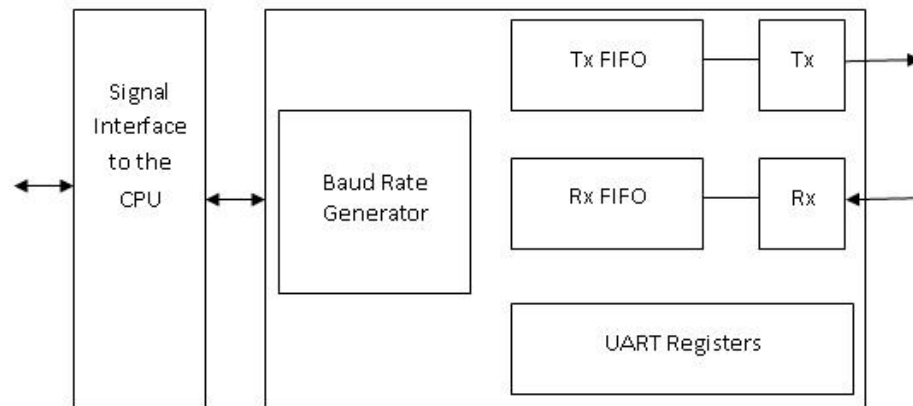 Signal
Interface
to the
CPU
Baud Rate
Generator
Tx FIFO
Tx
Rx FIFO
Rx
UART Registers